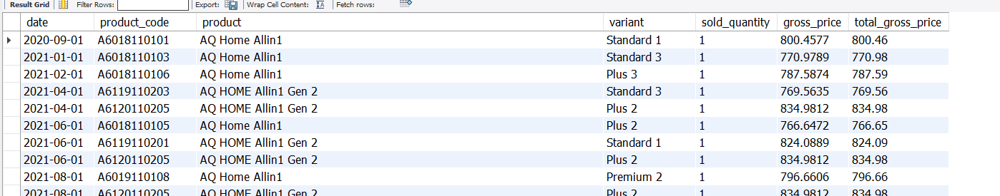 Result Grid Filter Rows: Export: Wrap Cell Content: Fetch rows:
date product_code product variant sold_quantity gross_price total_gross_price
2020-09-01 A6018110101 AQ Home Allin1 Standard 1 1 800.4577 800.46
2021-01-01 A6018110103 AQ Home Allin1 Standard 3 1 770.9789 770.98
2021-02-01 A6018110106 AQ Home Allin1 Plus 3 1 787.5874 787.59
2021-04-01 A6119110203 AQ HOME Allin1 Gen 2 Standard 3 1 769.5635 769.56
2021-04-01 A6120110205 AQ HOME Allin1 Gen 2 Plus 2 1 834.9812 834.98
2021-06-01 A6018110105 AQ Home Allin1 Plus 2 1 766.6472 766.65
2021-06-01 A6119110201 AQ HOME Allin1 Gen 2 Standard 1 1 824.0889 824.09
2021-06-01 A6120110205 AQ HOME Allin1 Gen 2 Plus 2 1 834.9812 834.98
2021-08-01 A6019110108 AQ Home Allin1 Premium 2 1 796.6606 796.66
2021-08-01 A6120110205 AQ HOME Allin1 Gen 2 Plus 2 1 834.9812 834.98